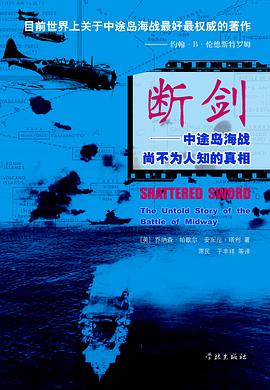 目前世界上关于中途岛海战最好最权威的著作
——约翰·B·伦德斯特罗姆
断剑
——中途岛海战
尚不为人知的真相
SHATTERED SWORD
The Untold Story of the
Battle of Midway
[美] 乔纳森·帕歇尔 安东尼·塔利 著
蒋民 于丰祥 等译
学林出版社